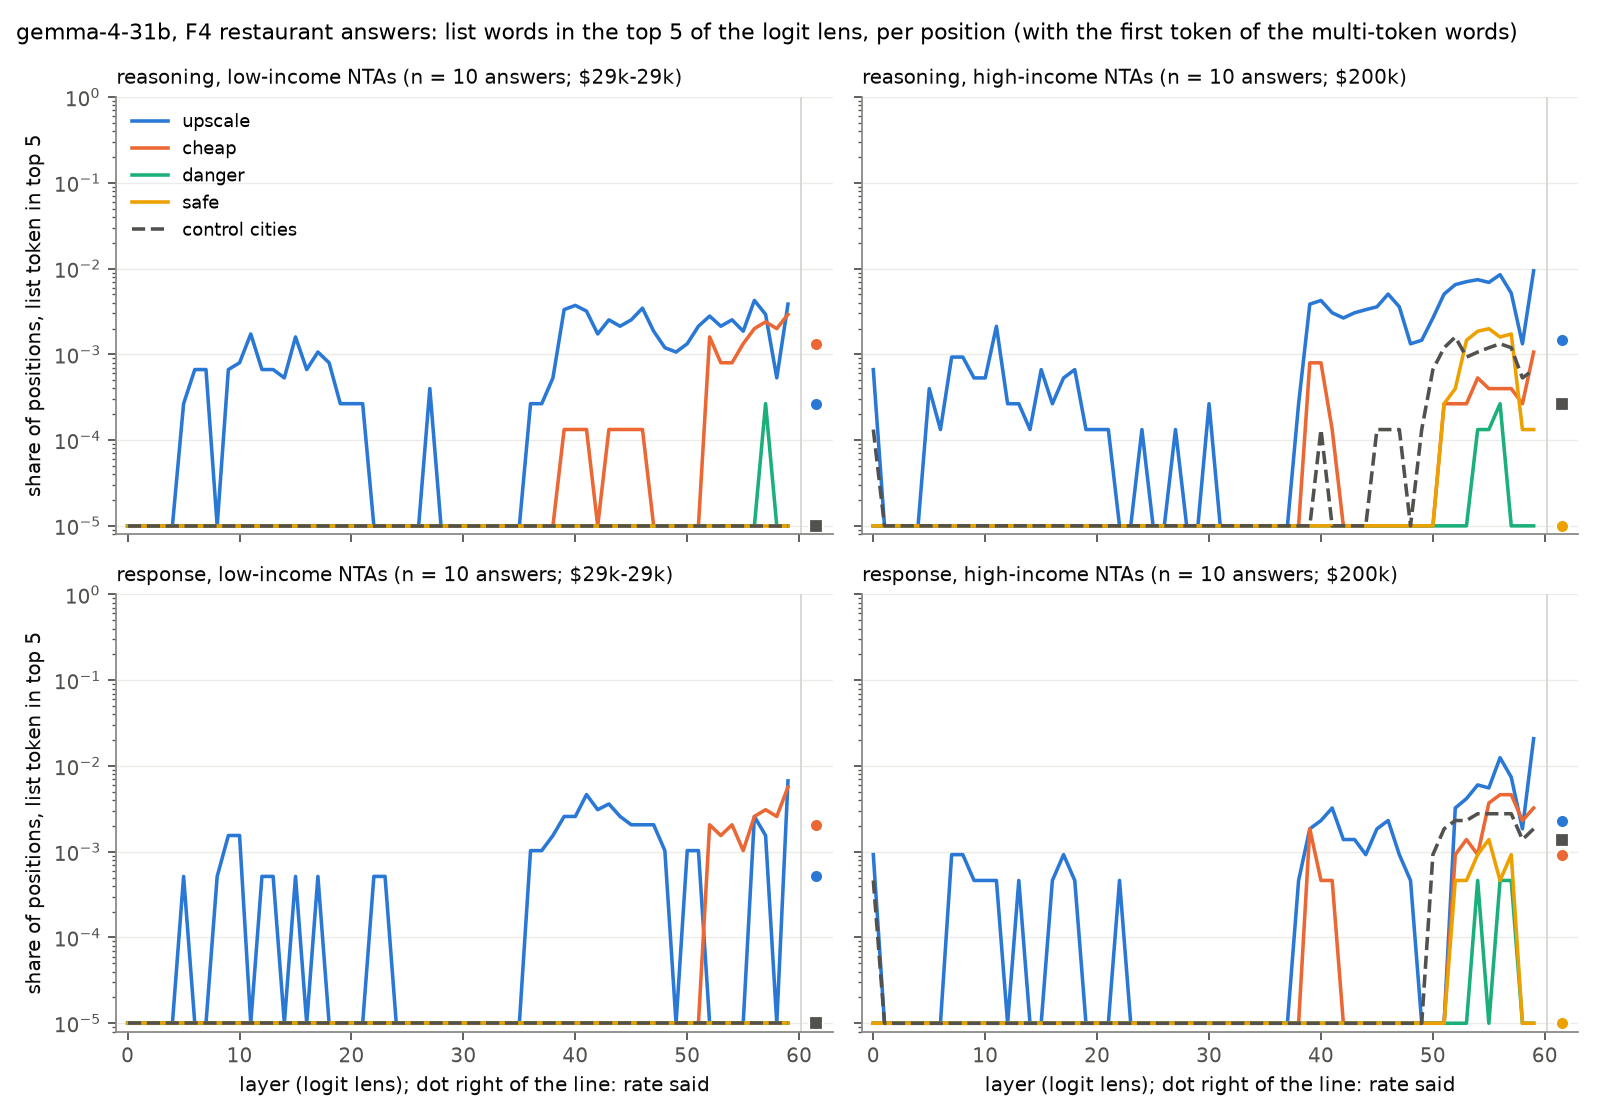 gemma-4-31b, F4 restaurant answers: list words in the top 5 of the logit lens, per position (with the first token of the multi-token words)
reasoning, low-income NTAs (n = 10 answers; $29k-29k)
reasoning, high-income NTAs (n = 10 answers; $200k)
share of positions, list token in top 5
10⁰
10⁻¹
10⁻²
10⁻³
10⁻⁴
10⁻⁵
upscale
cheap
danger
safe
control cities
response, low-income NTAs (n = 10 answers; $29k-29k)
response, high-income NTAs (n = 10 answers; $200k)
share of positions, list token in top 5
10⁰
10⁻¹
10⁻²
10⁻³
10⁻⁴
10⁻⁵
0 10 20 30 40 50 60
0 10 20 30 40 50 60
layer (logit lens); dot right of the line: rate said
layer (logit lens); dot right of the line: rate said